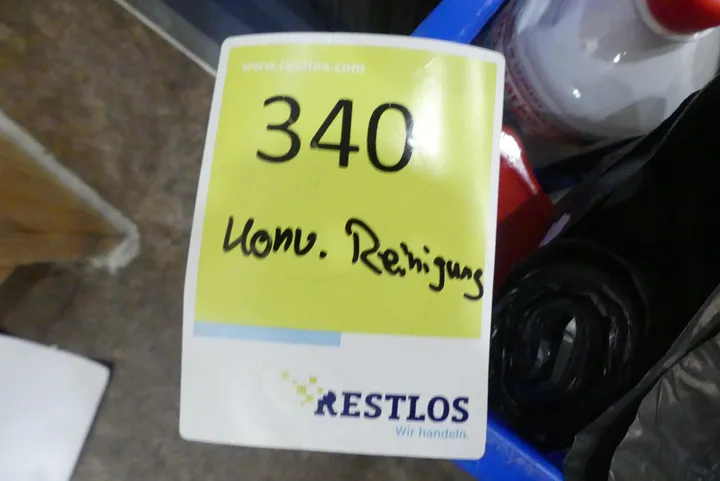 www.restlos.com
340
Konv. Reinigung
RESTLOS
Wir handeln.